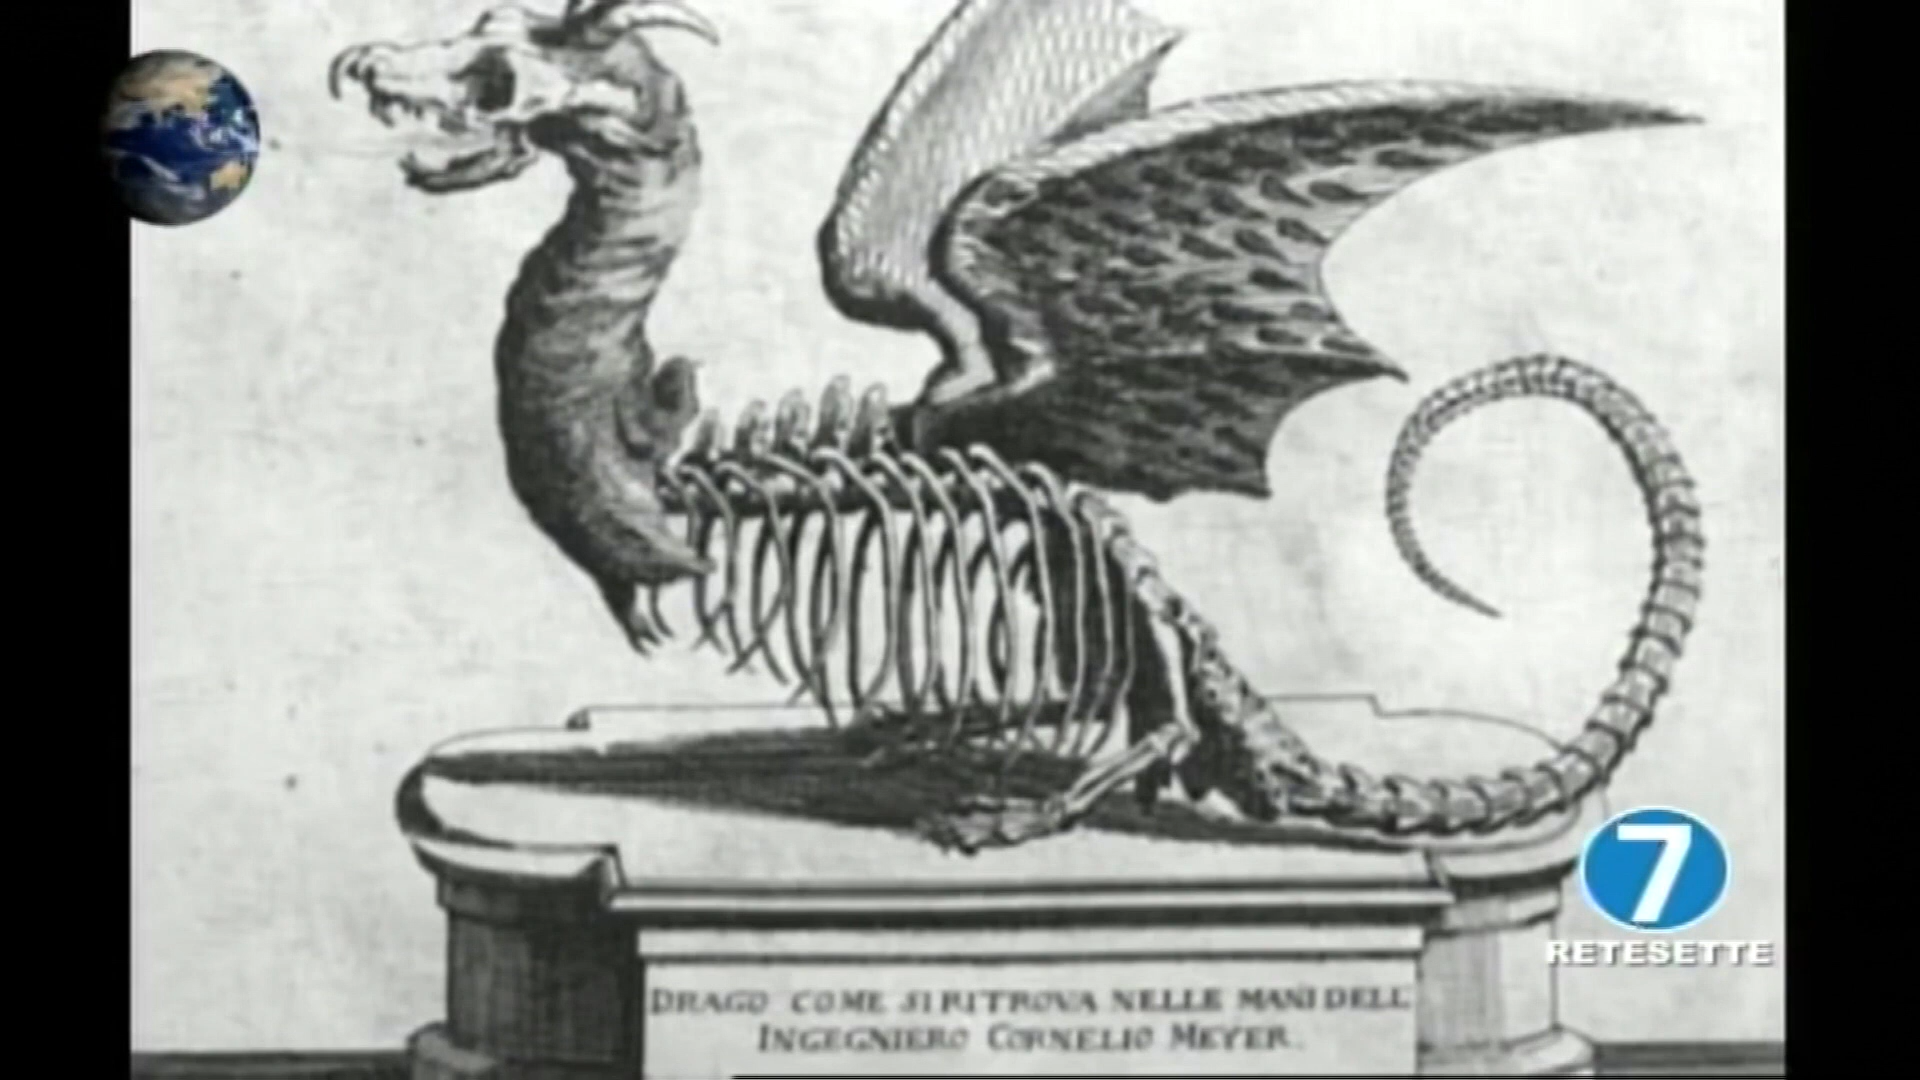 7
RETESETTE
DRAGO COME SI RITROVA NELLE MANI DELL
INGEGNIERO CORNELIO MEYER.